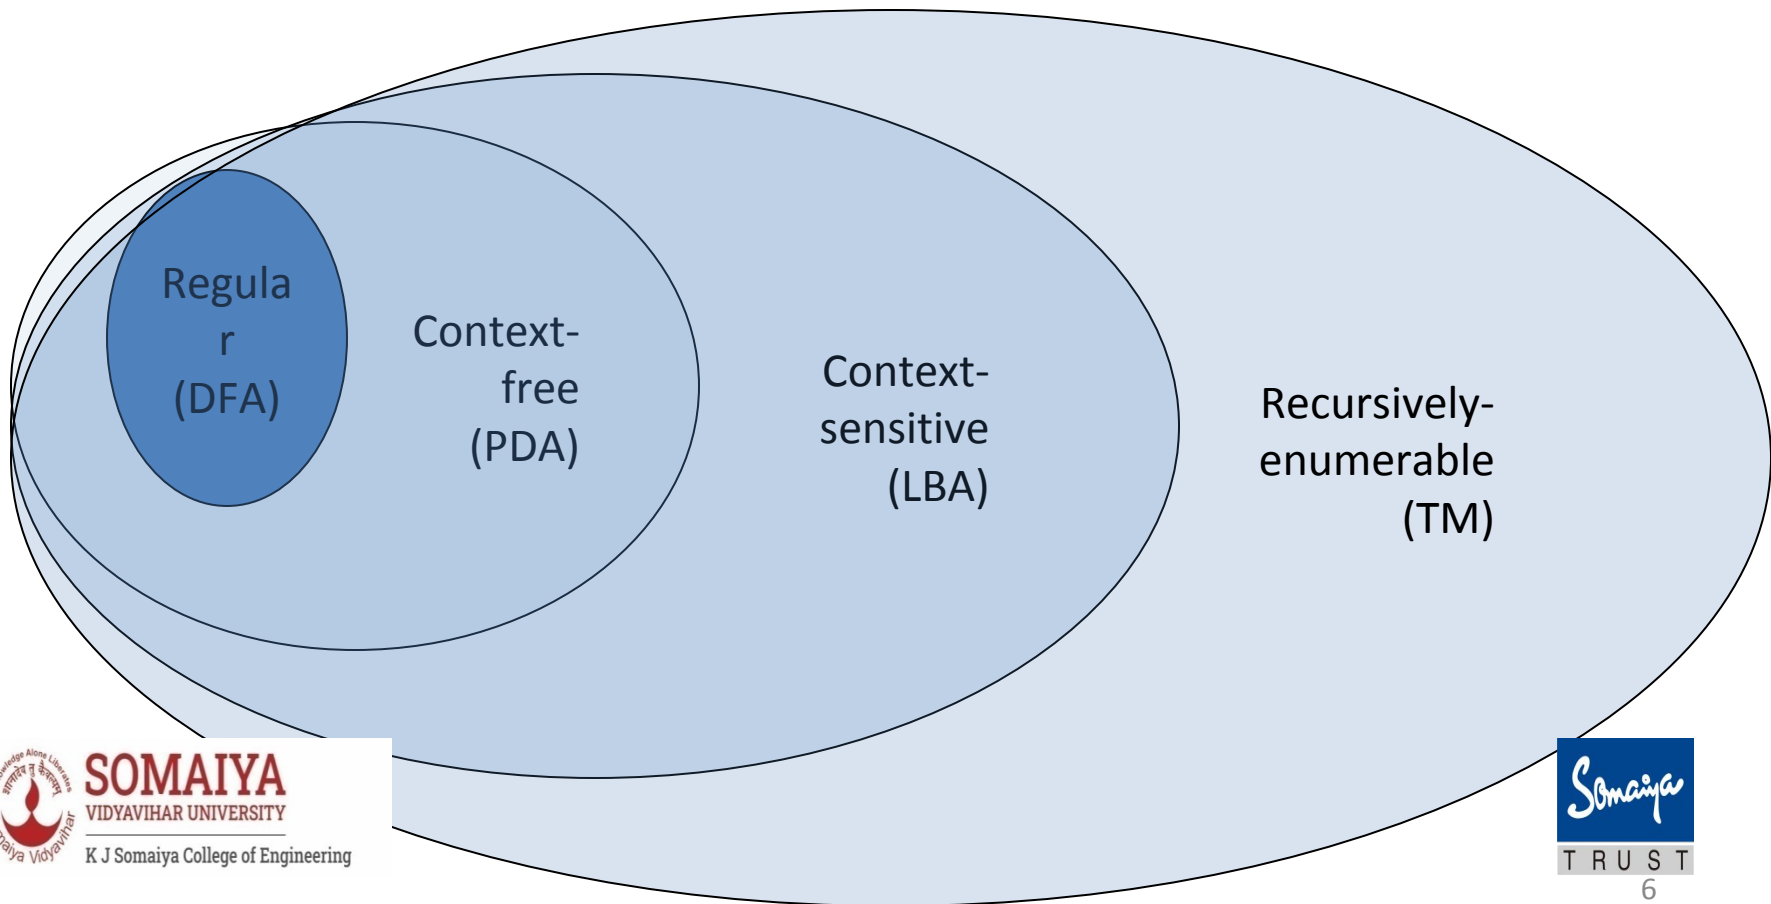 Regula
r
(DFA)
Context-
free
(PDA)
Context-
sensitive
(LBA)
Recursively-
enumerable
(TM)
SOMAIYA
VIDYAVIHAR UNIVERSITY
K J Somaiya College of Engineering
Somaiya
TRUST
6